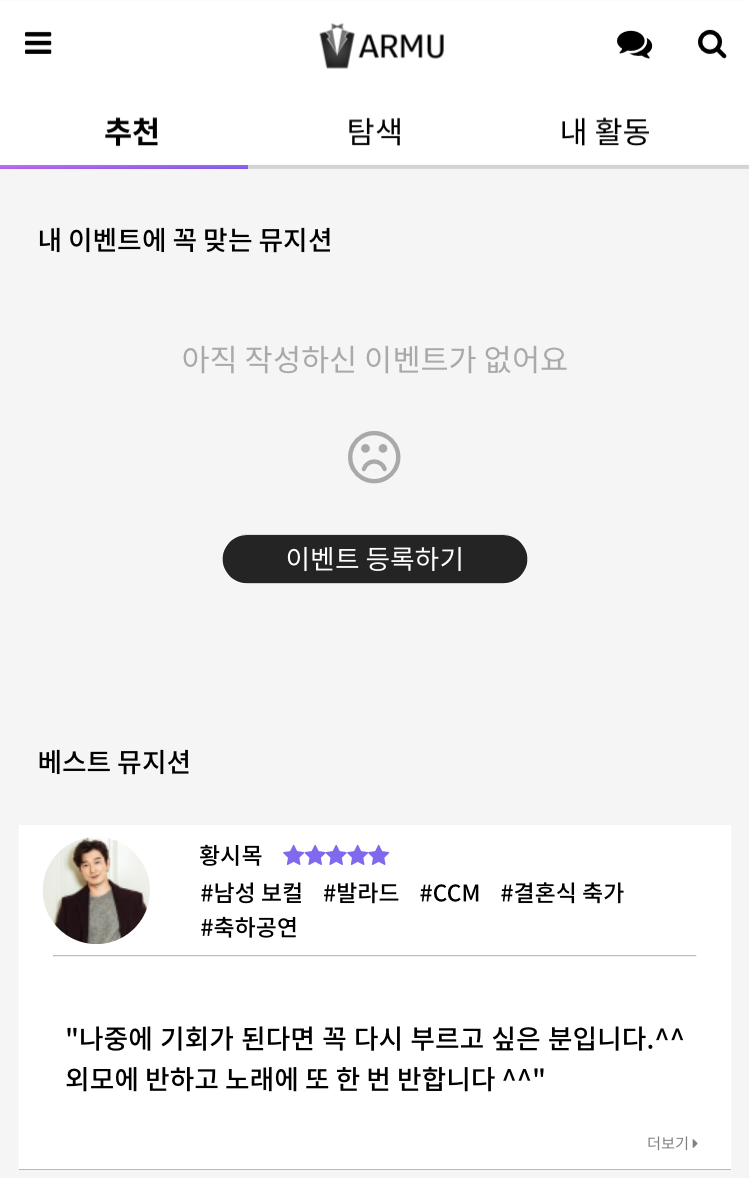 ARMU
추천 탐색 내 활동
내 이벤트에 꼭 맞는 뮤지션
아직 작성하신 이벤트가 없어요
이벤트 등록하기
베스트 뮤지션
황시목
#남성 보컬 #발라드 #CCM #결혼식 축가
#축하공연
"나중에 기회가 된다면 꼭 다시 부르고 싶은 분입니다.^^
외모에 반하고 노래에 또 한 번 반합니다 ^^"
더보기